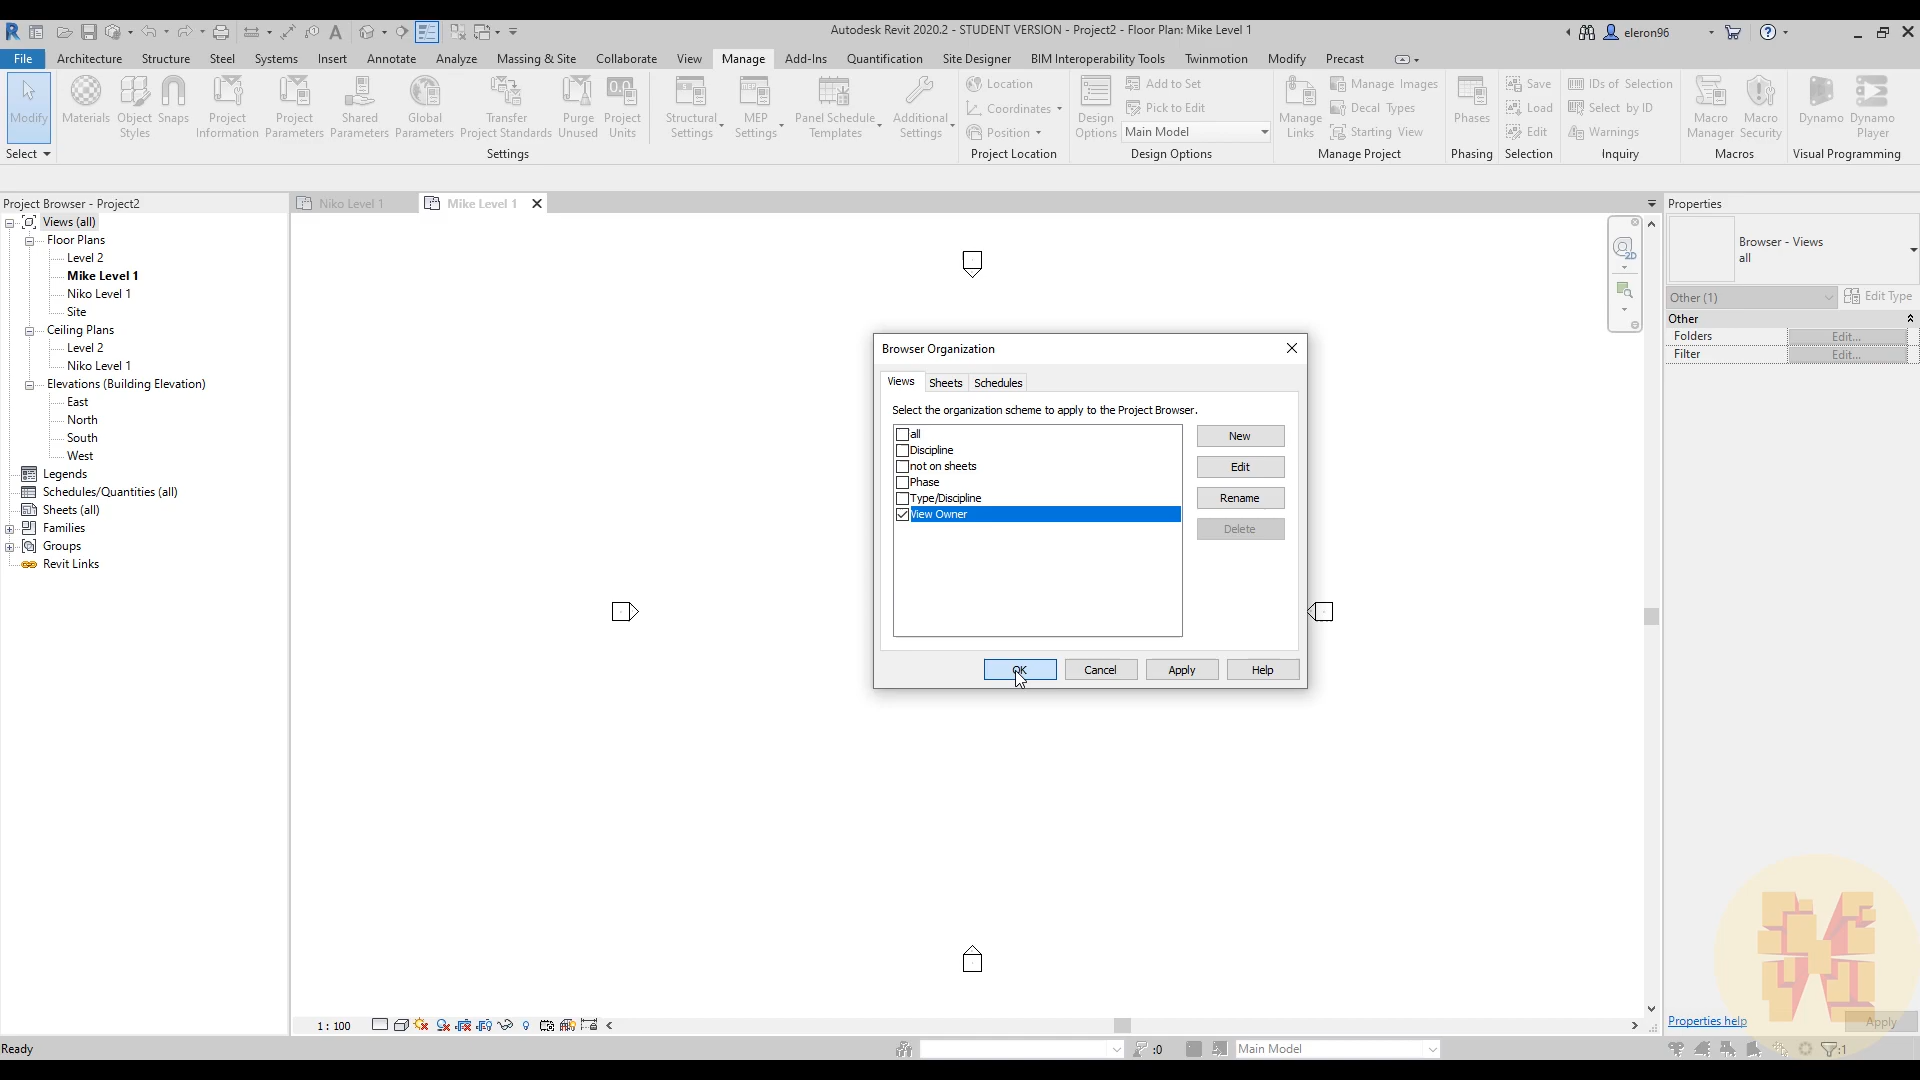 Autodesk Revit 2020.2 - STUDENT VERSION - Project2 - Floor Plan: Mike Level 1
eleron96
File Architecture Structure Steel Systems Insert Annotate Analyze Massing & Site Collaborate View Manage Add-Ins Quantification Site Designer BIM Interoperability Tools Twinmotion Modify Precast
Modify
Materials
Object Styles
Snaps
Project Information
Project Parameters
Shared Parameters
Global Parameters
Transfer Project Standards
Purge Unused
Project Units
Structural Settings
MEP Settings
Panel Schedule Templates
Additional Settings
Location
Coordinates
Position
Design Options
Add to Set
Pick to Edit
Main Model
Manage Links
Manage Images
Decal Types
Starting View
Phases
Save
Load
Edit
IDs of Selection
Select by ID
Warnings
Macro Manager
Macro Security
Dynamo
Dynamo Player
Select Settings Project Location Design Options Manage Project Phasing Selection Inquiry Macros Visual Programming
Project Browser - Project2
Views (all)
Floor Plans
Level 2
Mike Level 1
Niko Level 1
Site
Ceiling Plans
Level 2
Niko Level 1
Elevations (Building Elevation)
East
North
South
West
Legends
Schedules/Quantities (all)
Sheets (all)
Families
Groups
Revit Links
Niko Level 1 Mike Level 1
2D
Browser Organization
Views Sheets Schedules
Select the organization scheme to apply to the Project Browser.
all
Discipline
not on sheets
Phase
Type/Discipline
View Owner
New
Edit
Rename
Delete
OK Cancel Apply Help
Properties
Browser - Views
all
Other (1) Edit Type
Other
Folders Edit...
Filter Edit...
Properties help Apply
1 : 100
Ready :0 Main Model :1